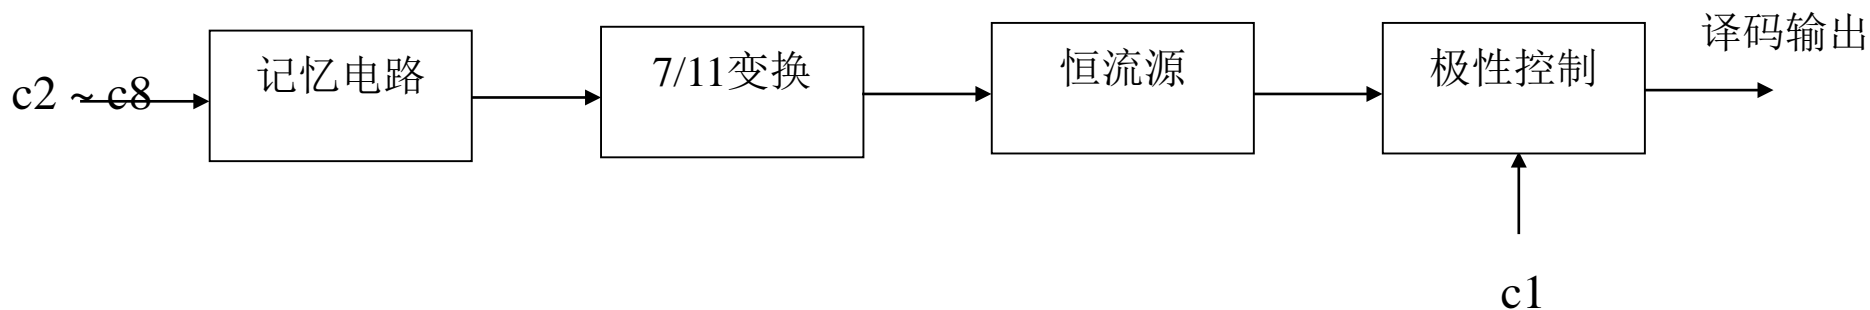 译码输出
c2 ~ c8
记忆电路
7/11变换
恒流源
极性控制
c1